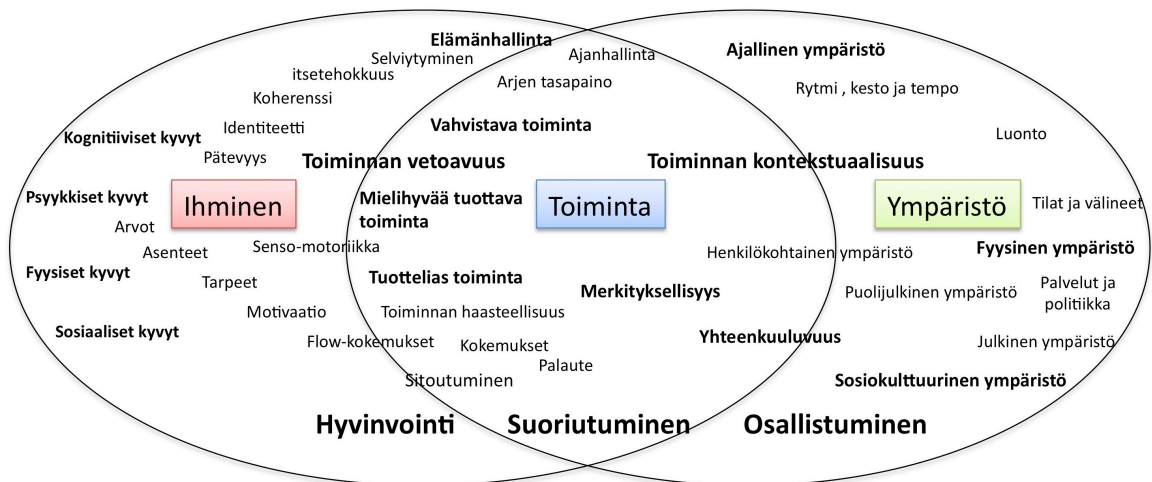 Elämänhallinta
Selviytyminen
Ajanhallinta
Ajallinen ympäristö
itsetehokkuus
Arjen tasapaino
Rytmi , kesto ja tempo
Koherenssi
Identiteetti
Vahvistava toiminta
Luonto
Kognitiiviset kyvyt
Pätevyys
Toiminnan vetoavuus
Toiminnan kontekstuaalisuus
Psyykkiset kyvyt
Ihminen
Mielihyvää tuottava
toiminta
Toiminta
Ympäristö
Tilat ja välineet
Arvot
Asenteet
Senso-motoriikka
Henkilökohtainen ympäristö
Fyysinen ympäristö
Fyysiset kyvyt
Tarpeet
Tuottelias toiminta
Merkityksellisyys
Puolijulkinen ympäristö
Palvelut ja
politiikka
Motivaatio
Toiminnan haasteellisuus
Sosiaaliset kyvyt
Flow-kokemukset
Kokemukset
Yhteenkuuluvuus
Julkinen ympäristö
Palaute
Sitoutuminen
Sosiokulttuurinen ympäristö
Hyvinvointi
Suoriutuminen
Osallistuminen